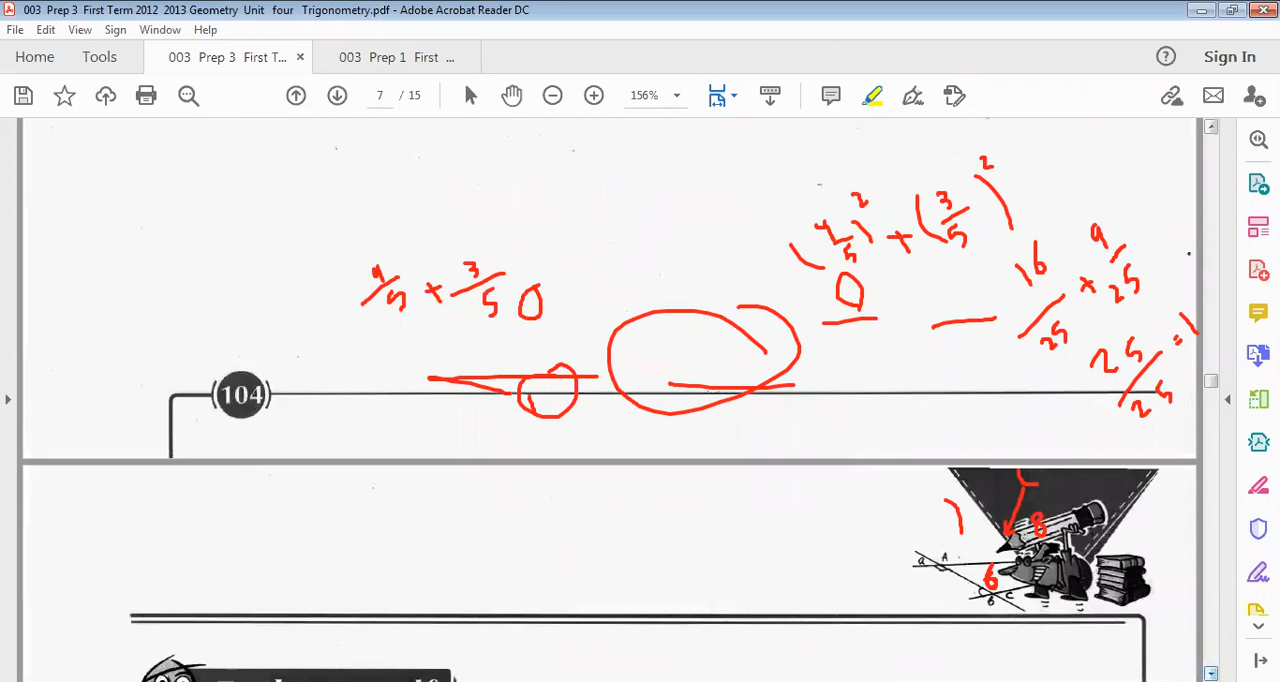 003 Prep 3 First Term 2012 2013 Geometry Unit four Trigonometry.pdf - Adobe Acrobat Reader DC
File Edit View Sign Window Help
Home Tools 003 Prep 3 First T... × 003 Prep 1 First ... Sign In
7 / 15 156%
(4/5)² + (3/5)²
4/5 + 3/5 0
0
16/25 + 9/25
25/25 = 1
(104)
8
6
a A
B C